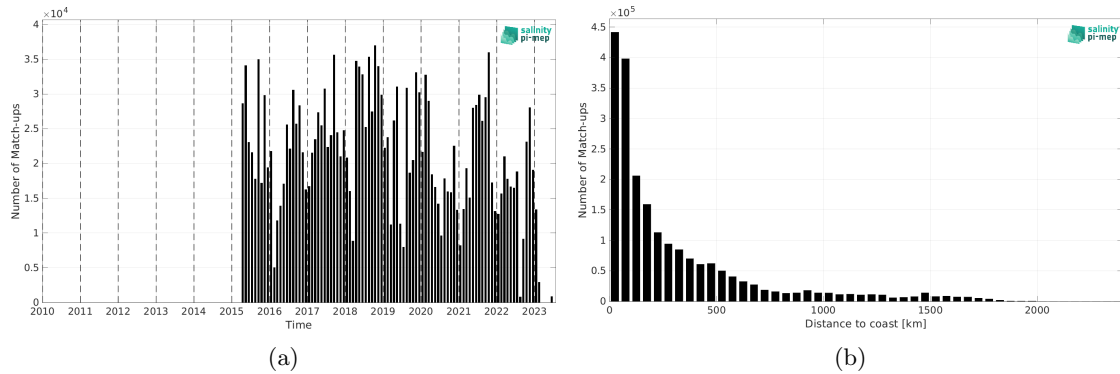 ×10⁴
4
3.5
3
2.5
2
1.5
1
0.5
0
Number of Match-ups
2010 2011 2012 2013 2014 2015 2016 2017 2018 2019 2020 2021 2022 2023
Time
salinity
pi-mep
(a)
×10⁵
4.5
4
3.5
3
2.5
2
1.5
1
0.5
0
Number of Match-ups
0 500 1000 1500 2000
Distance to coast [km]
salinity
pi-mep
(b)